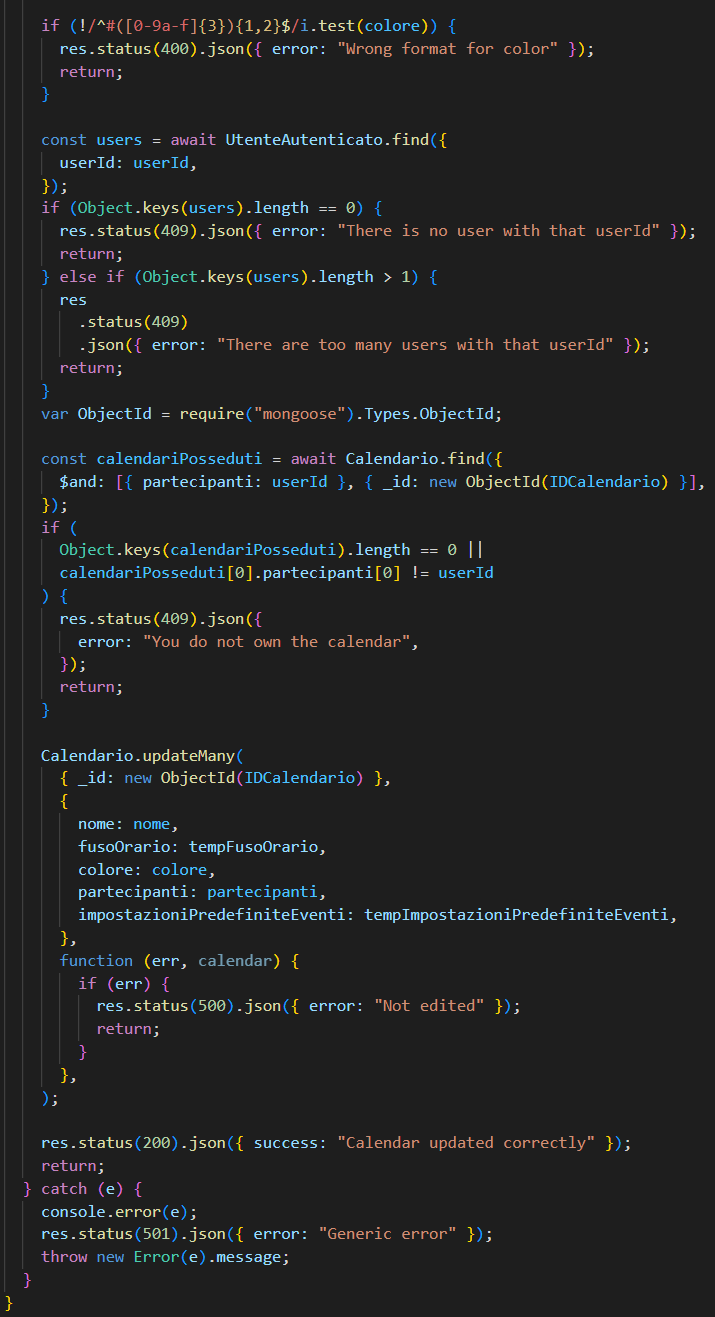 if (!/^#([0-9a-f]{3}){1,2}$/i.test(colore)) {
res.status(400).json({ error: "Wrong format for color" });
return;
}
const users = await UtenteAutenticato.find({
userId: userId,
});
if (Object.keys(users).length == 0) {
res.status(409).json({ error: "There is no user with that userId" });
return;
} else if (Object.keys(users).length > 1) {
res
.status(409)
.json({ error: "There are too many users with that userId" });
return;
}
var ObjectId = require("mongoose").Types.ObjectId;
const calendariPosseduti = await Calendario.find({
$and: [{ partecipanti: userId }, { _id: new ObjectId(IDCalendario) }],
});
if (
Object.keys(calendariPosseduti).length == 0 ||
calendariPosseduti[0].partecipanti[0] != userId
) {
res.status(409).json({
error: "You do not own the calendar",
});
return;
}
Calendario.updateMany(
{ _id: new ObjectId(IDCalendario) },
{
nome: nome,
fusoOrario: tempFusoOrario,
colore: colore,
partecipanti: partecipanti,
impostazioniPredefiniteEventi: tempImpostazioniPredefiniteEventi,
},
function (err, calendar) {
if (err) {
res.status(500).json({ error: "Not edited" });
return;
}
},
);
res.status(200).json({ success: "Calendar updated correctly" });
return;
} catch (e) {
console.error(e);
res.status(501).json({ error: "Generic error" });
throw new Error(e).message;
}
}